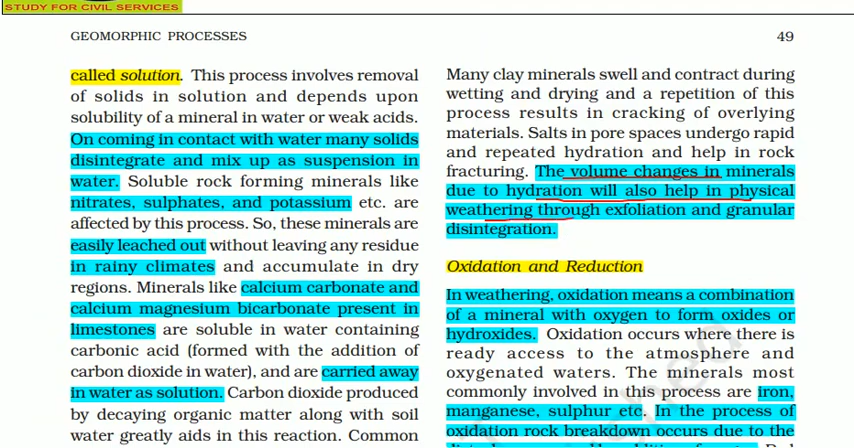 STUDY FOR CIVIL SERVICES
GEOMORPHIC PROCESSES
49
called solution. This process involves removal
of solids in solution and depends upon
solubility of a mineral in water or weak acids.
On coming in contact with water many solids
disintegrate and mix up as suspension in
water. Soluble rock forming minerals like
nitrates, sulphates, and potassium etc. are
affected by this process. So, these minerals are
easily leached out without leaving any residue
in rainy climates and accumulate in dry
regions. Minerals like calcium carbonate and
calcium magnesium bicarbonate present in
limestones are soluble in water containing
carbonic acid (formed with the addition of
carbon dioxide in water), and are carried away
in water as solution. Carbon dioxide produced
by decaying organic matter along with soil
water greatly aids in this reaction. Common
Many clay minerals swell and contract during
wetting and drying and a repetition of this
process results in cracking of overlying
materials. Salts in pore spaces undergo rapid
and repeated hydration and help in rock
fracturing. The volume changes in minerals
due to hydration will also help in physical
weathering through exfoliation and granular
disintegration.
Oxidation and Reduction
In weathering, oxidation means a combination
of a mineral with oxygen to form oxides or
hydroxides. Oxidation occurs where there is
ready access to the atmosphere and
oxygenated waters. The minerals most
commonly involved in this process are iron,
manganese, sulphur etc. In the process of
oxidation rock breakdown occurs due to the